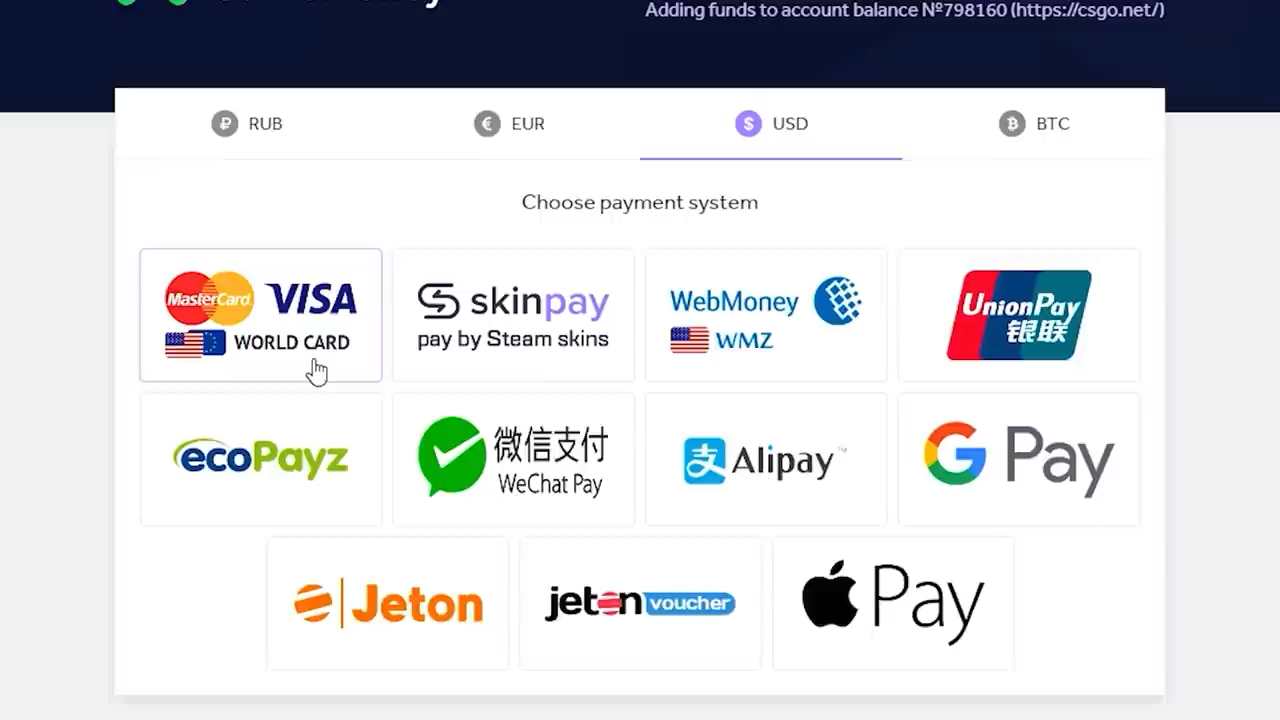 Adding funds to account balance №798160 (https://csgo.net/)
RUB
EUR
USD
BTC
Choose payment system
MasterCard VISA
WORLD CARD
skinpay
pay by Steam skins
WebMoney
WMZ
UnionPay
银联
ecoPayz
微信支付
WeChat Pay
支 Alipay™
G Pay
Jeton
jeton voucher
Pay